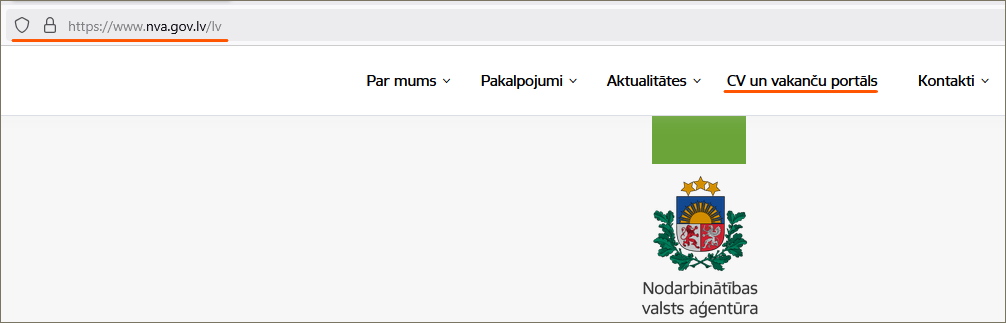 https://www.nva.gov.lv/lv
Par mums Pakalpojumi Aktualitātes CV un vakanču portāls Kontakti
Nodarbinātības
valsts aģentūra